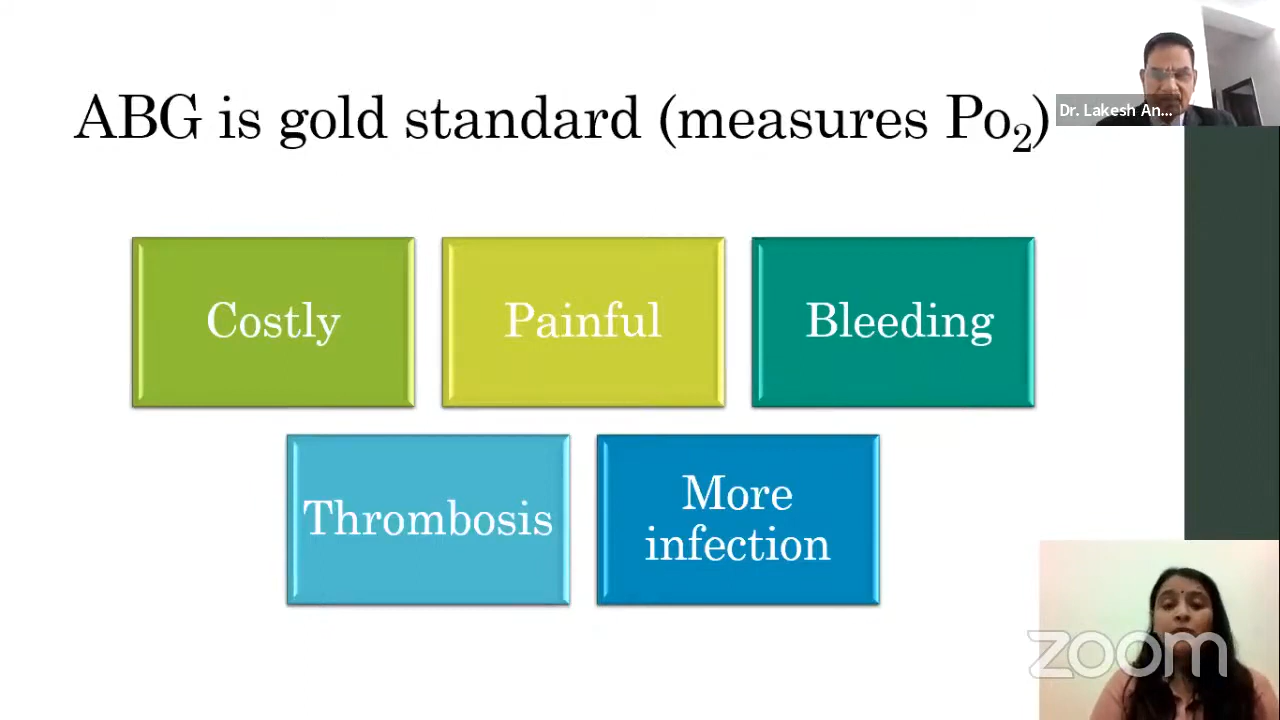 ABG is gold standard (measures Po₂)
Dr. Lakesh An...
Costly
Painful
Bleeding
Thrombosis
More
infection
zoom